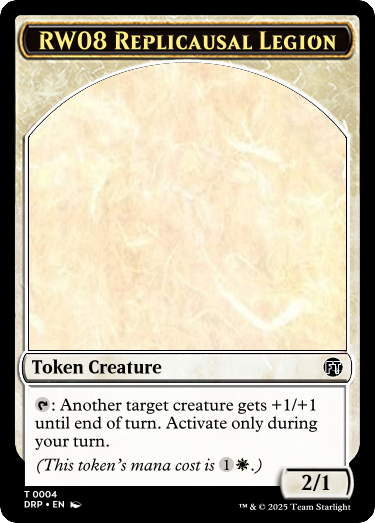 RW08 Replicausal Legion
Token Creature
FT
: Another target creature gets +1/+1
until end of turn. Activate only during
your turn.
(This token's mana cost is 1 .)
2/1
T 0004
DRP • EN
™ & © 2025 Team Starlight